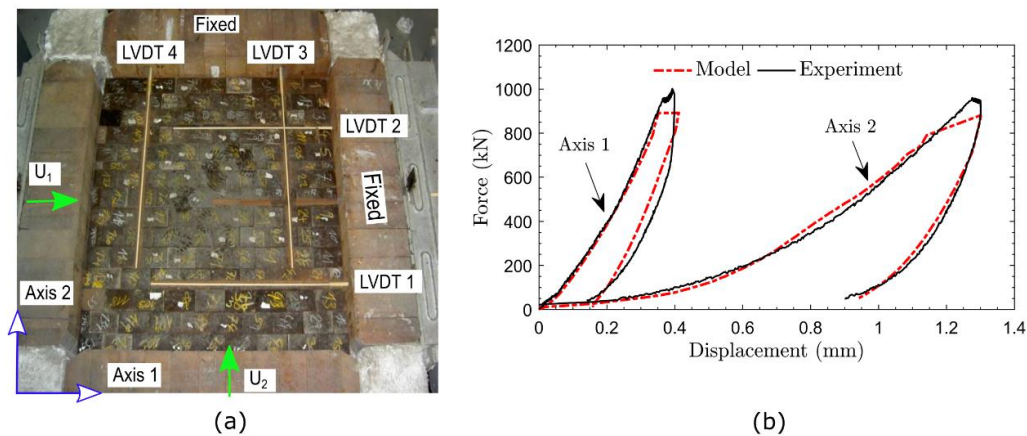 Fixed
LVDT 4
LVDT 3
LVDT 2
U1
Fixed
LVDT 1
Axis 2
Axis 1
U2
(a)
1200
1000
800
600
400
200
0
Force (kN)
Model
Experiment
Axis 1
Axis 2
0
0.2
0.4
0.6
0.8
1
1.2
1.4
Displacement (mm)
(b)